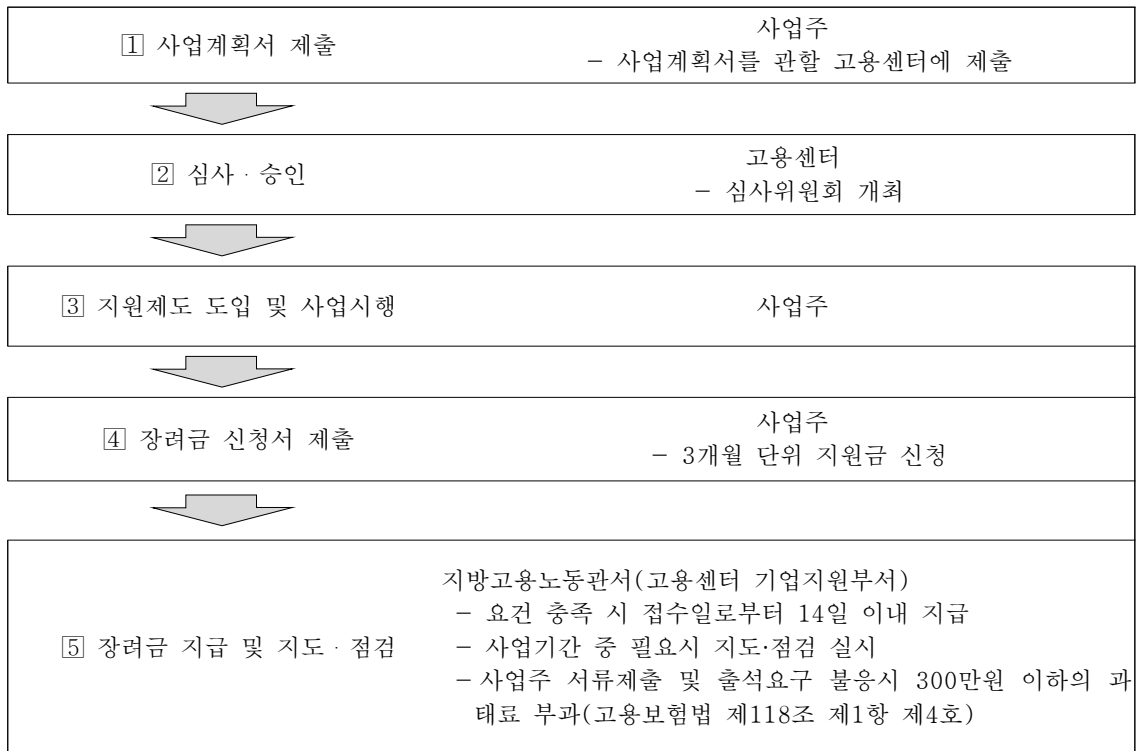 1 사업계획서 제출
사업주
- 사업계획서를 관할 고용센터에 제출
2 심사 · 승인
고용센터
- 심사위원회 개최
3 지원제도 도입 및 사업시행
사업주
4 장려금 신청서 제출
사업주
- 3개월 단위 지원금 신청
5 장려금 지급 및 지도 · 점검
지방고용노동관서(고용센터 기업지원부서)
- 요건 충족 시 접수일로부터 14일 이내 지급
- 사업기간 중 필요시 지도·점검 실시
- 사업주 서류제출 및 출석요구 불응시 300만원 이하의 과
태료 부과(고용보험법 제118조 제1항 제4호)